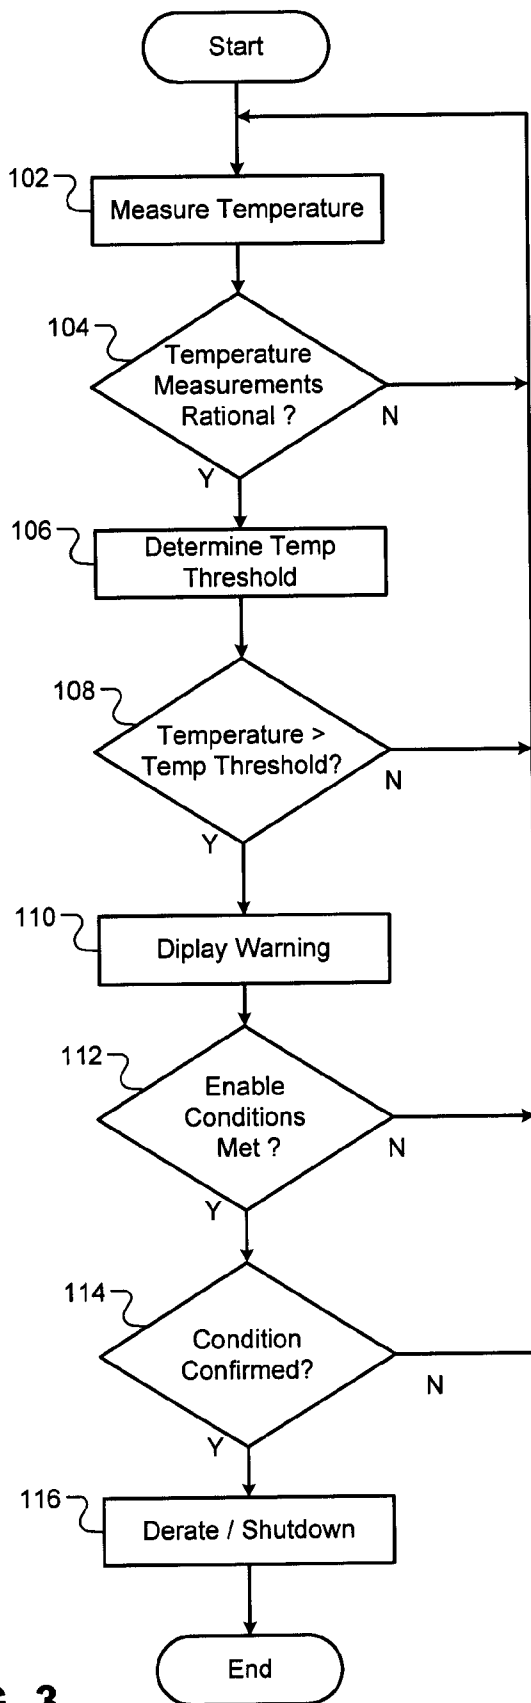 Start
102
Measure Temperature
104
Temperature
Measurements
Rational ?
N
Y
106
Determine Temp
Threshold
108
Temperature >
Temp Threshold?
N
Y
110
Diplay Warning
112
Enable
Conditions
Met ?
N
Y
114
Condition
Confirmed?
N
Y
116
Derate / Shutdown
End
3